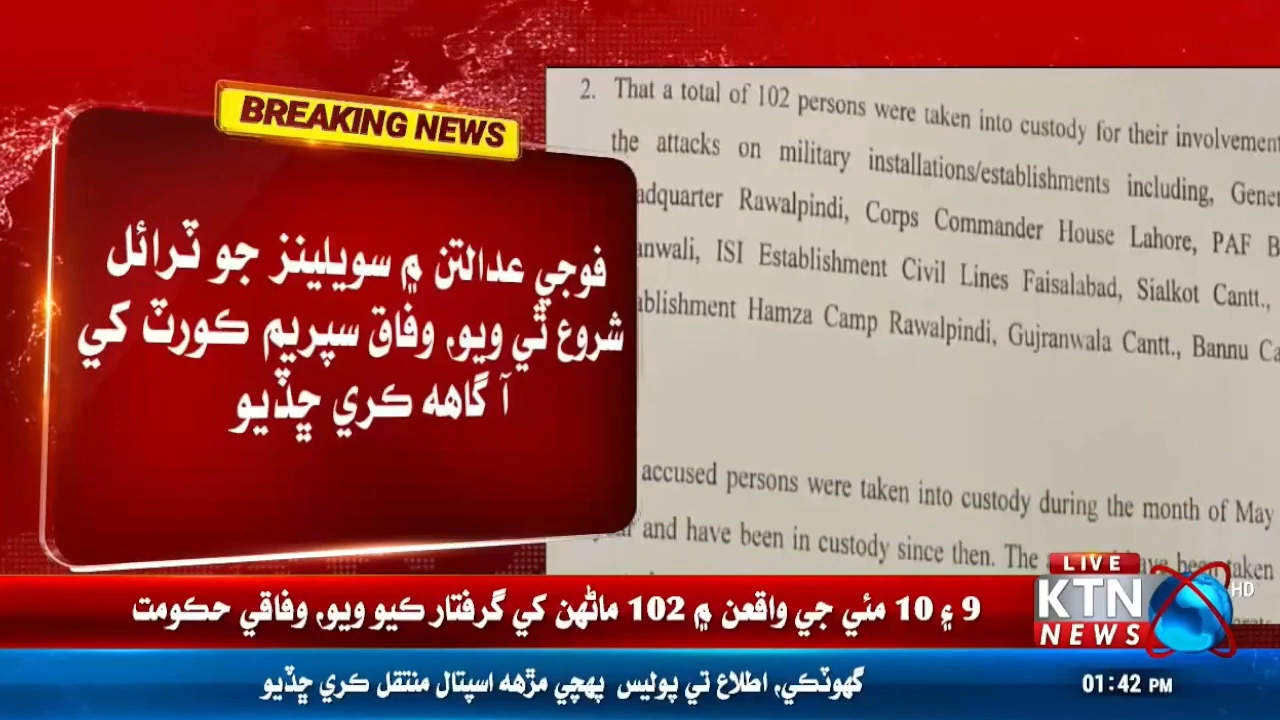 BREAKING NEWS
فوجي عدالتن ۾ سويلينز جو ٽرائل
شروع ٿي ويو، وفاق سپريم ڪورٽ کي
آگاهه ڪري ڇڏيو
2. That a total of 102 persons were taken into custody for their involvement
the attacks on military installations/establishments including, Gener
adquarter Rawalpindi, Corps Commander House Lahore, PAF B
anwali, ISI Establishment Civil Lines Faisalabad, Sialkot Cantt.,
ablishment Hamza Camp Rawalpindi, Gujranwala Cantt., Bannu Ca
accused persons were taken into custody during the month of May
and have been in custody since then. The have been taken
9 ۽ 10 مئي جي واقعن ۾ 102 ماڻهن کي گرفتار ڪيو ويو، وفاقي حڪومت
LIVE
KTN HD
NEWS
گهوٽڪي، اطلاع تي پوليس پهچي مڙهه اسپتال منتقل ڪري ڇڏيو
01:42 PM